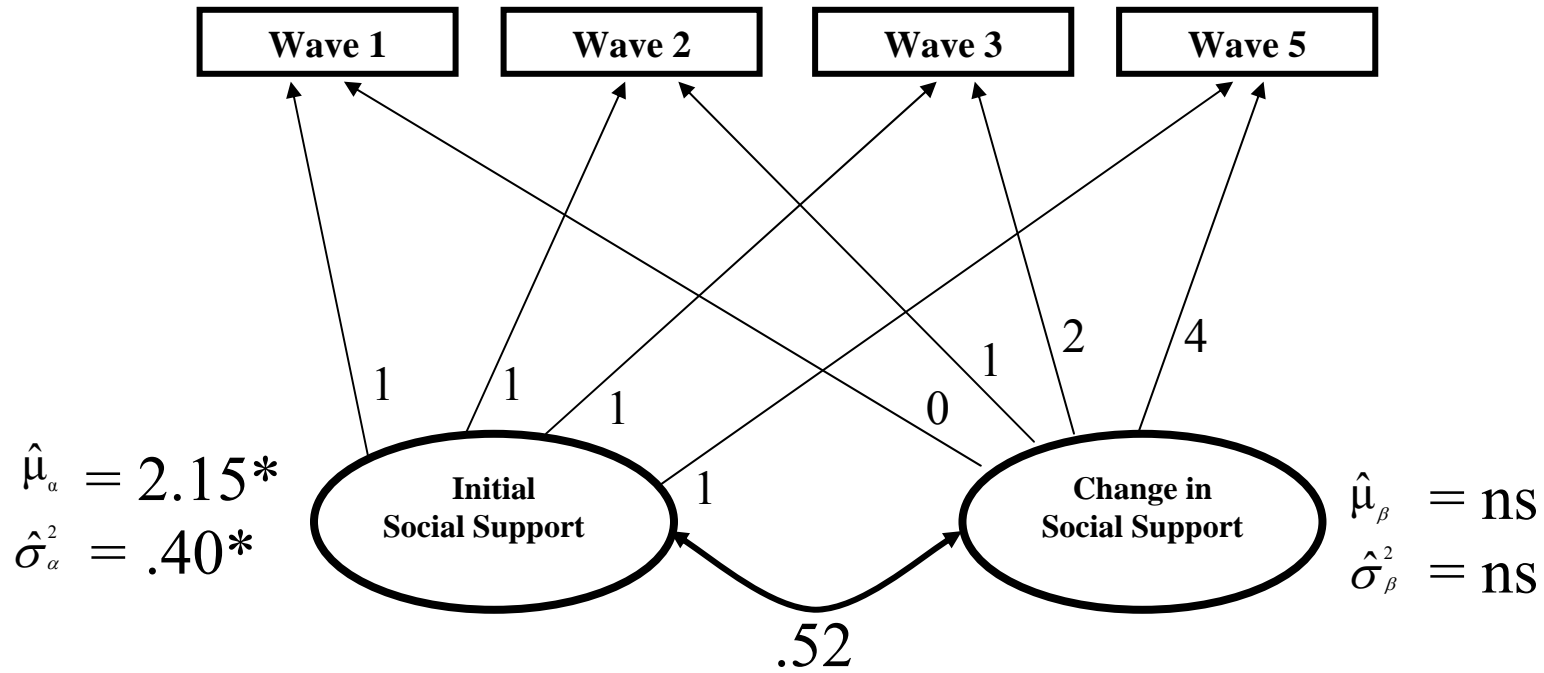 Wave 1
Wave 2
Wave 3
Wave 5
1
1
1
1
0
1
2
4
μ̂α = 2.15*
σ̂²α = .40*
Initial
Social Support
Change in
Social Support
μ̂β = ns
σ̂²β = ns
.52